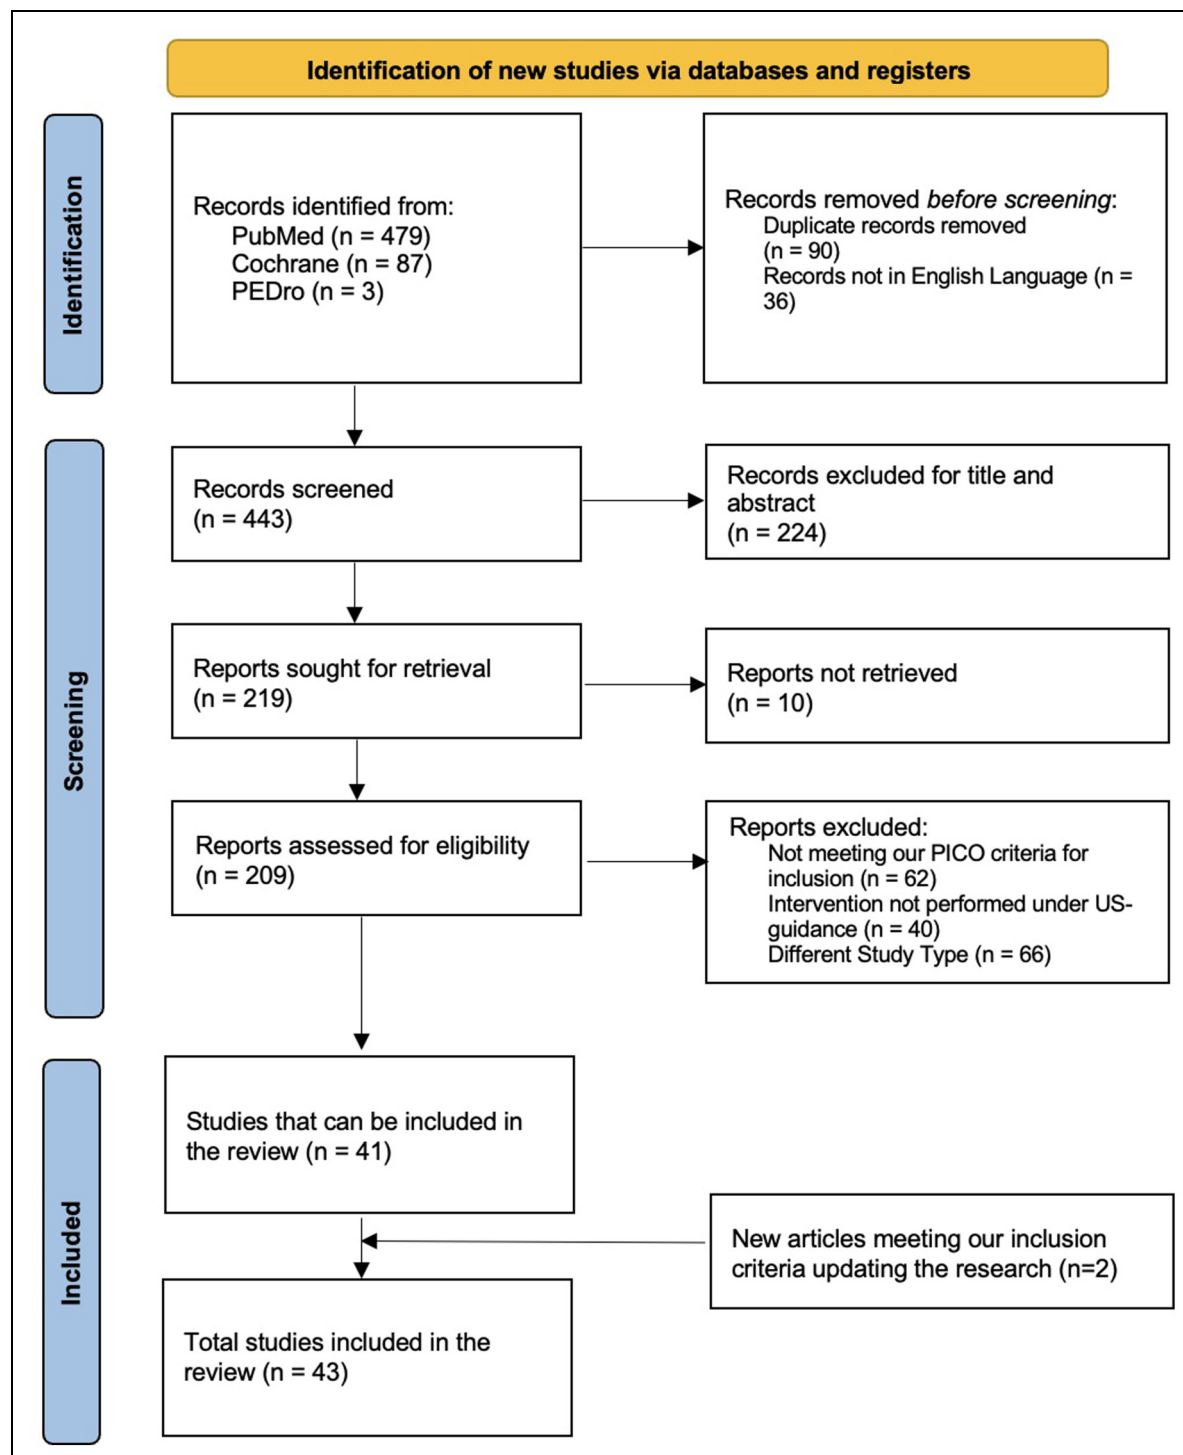 Identification of new studies via databases and registers
Identification
Records identified from:
PubMed (n = 479)
Cochrane (n = 87)
PEDro (n = 3)
Records removed before screening:
Duplicate records removed
(n = 90)
Records not in English Language (n =
36)
Screening
Records screened
(n = 443)
Records excluded for title and
abstract
(n = 224)
Reports sought for retrieval
(n = 219)
Reports not retrieved
(n = 10)
Reports assessed for eligibility
(n = 209)
Reports excluded:
Not meeting our PICO criteria for
inclusion (n = 62)
Intervention not performed under US-
guidance (n = 40)
Different Study Type (n = 66)
Included
Studies that can be included in
the review (n = 41)
New articles meeting our inclusion
criteria updating the research (n=2)
Total studies included in the
review (n = 43)